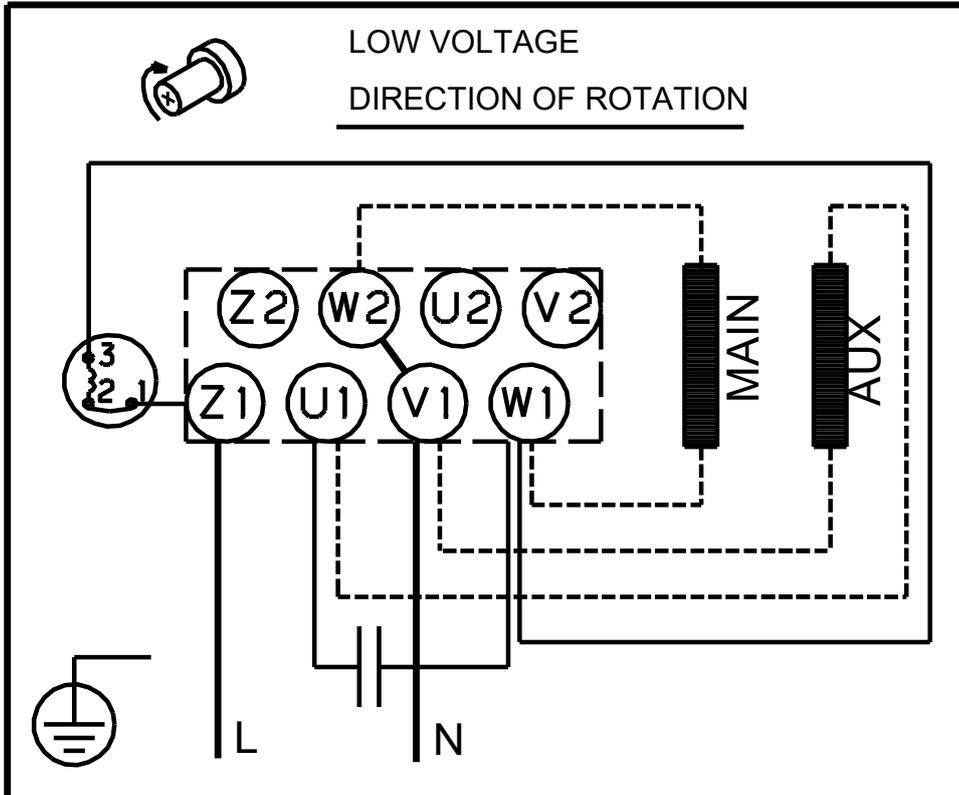 LOW VOLTAGE
DIRECTION OF ROTATION
Z2 W2 U2 V2
3
2 1
Z1 U1 V1 W1
MAIN
AUX
L
N